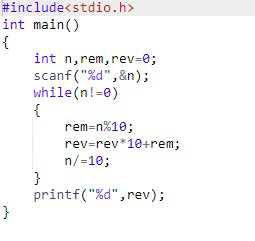 #include<stdio.h>
int main()
{
    int n,rem,rev=0;
    scanf("%d",&n);
    while(n!=0)
    {
        rem=n%10;
        rev=rev*10+rem;
        n/=10;
    }
    printf("%d",rev);
}